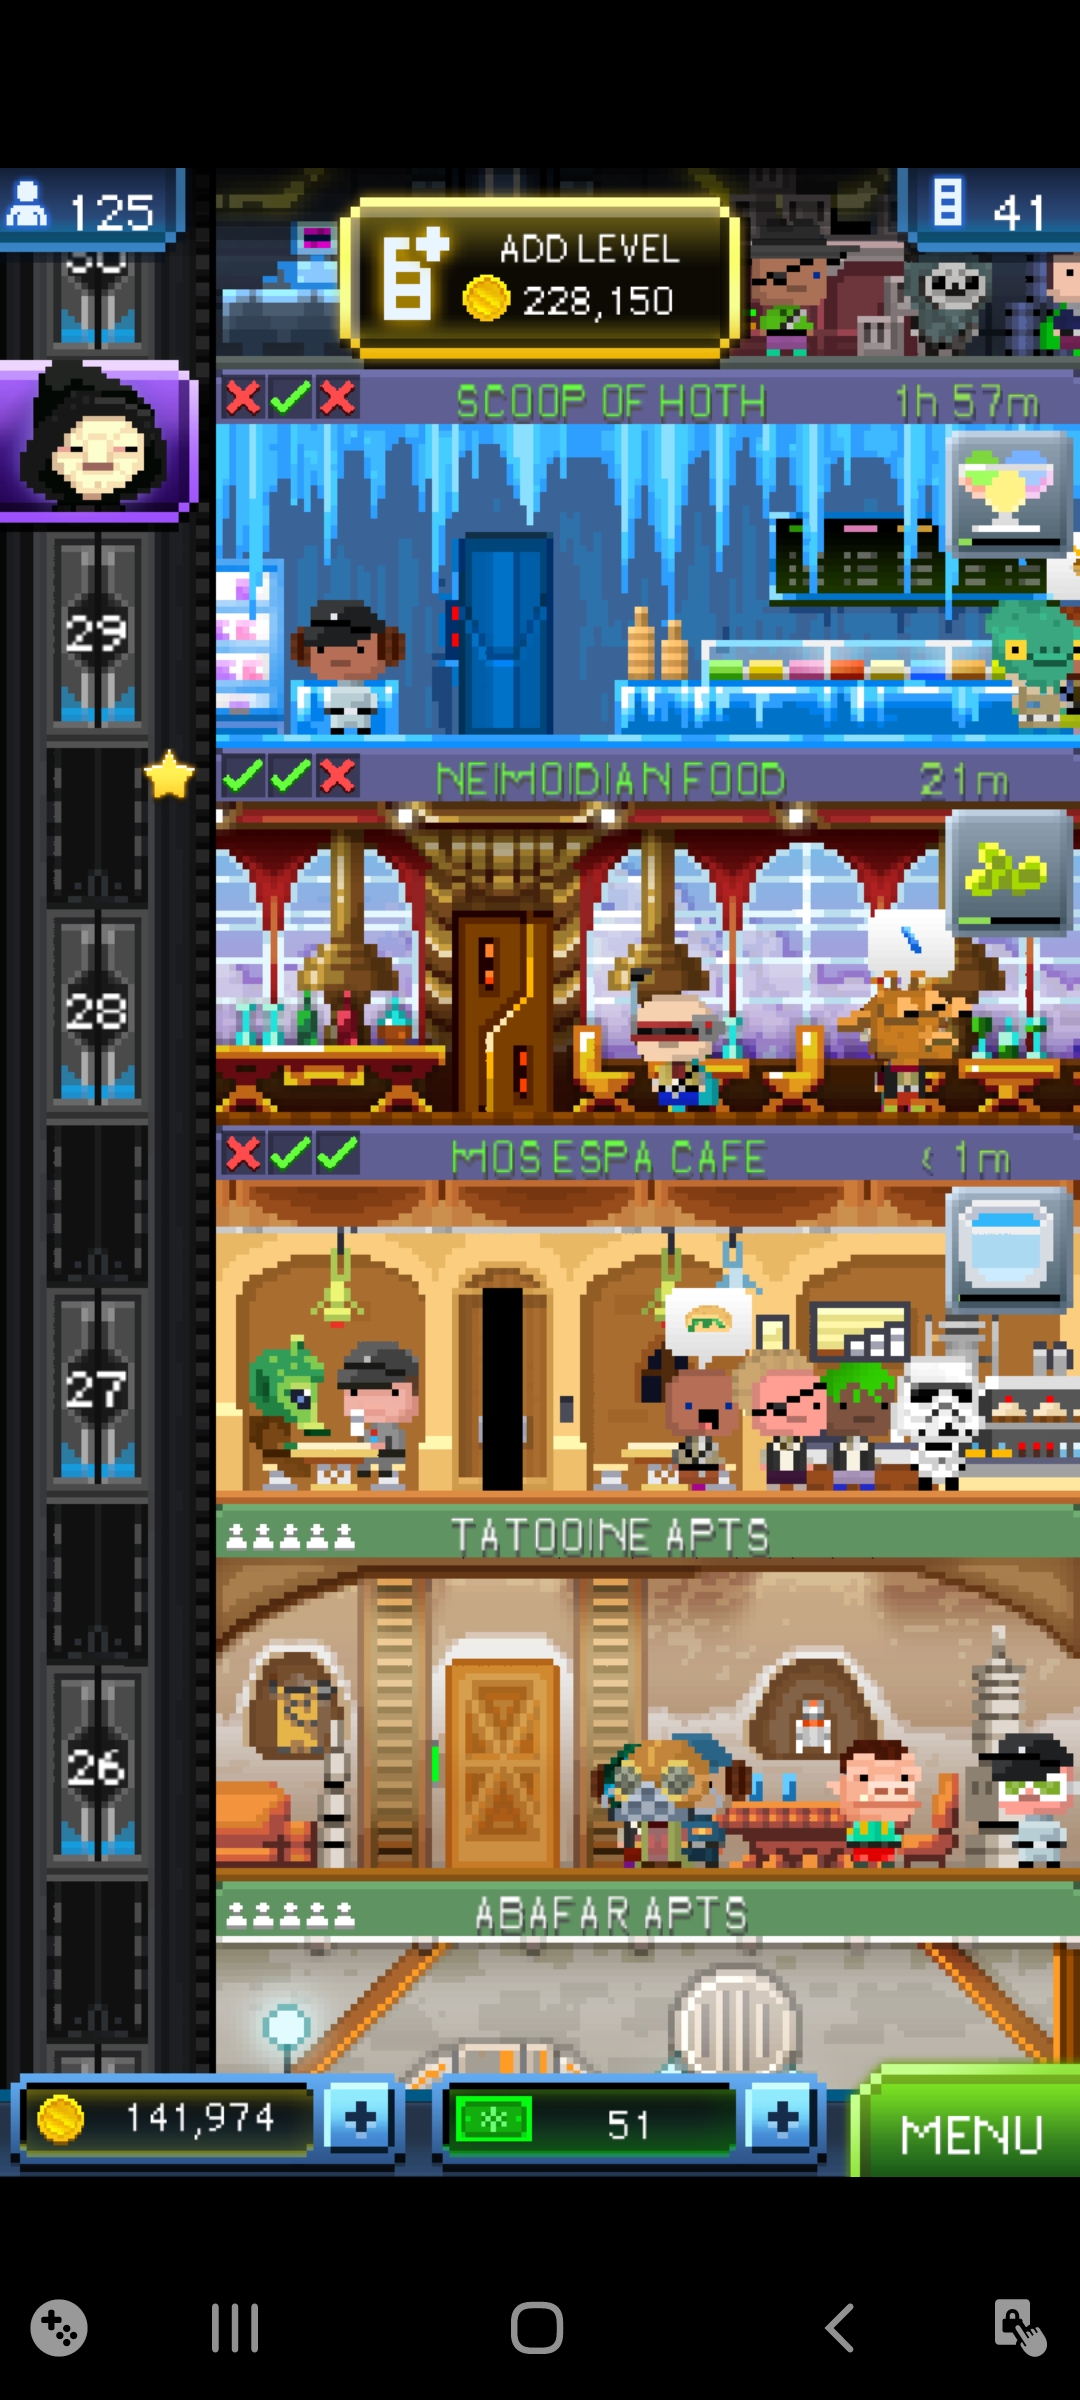 125
ADD LEVEL
228,150
41
SCOOP OF HOTH 1h 57m
29
NEIMOIDIAN FOOD 21m
28
MOS ESPA CAFE < 1m
27
TATOOINE APTS
26
ABAFAR APTS
141,974 +
51 +
MENU